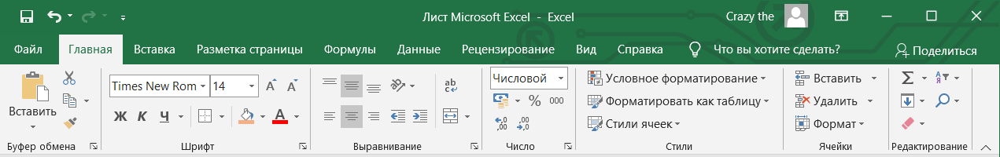 Лист Microsoft Excel - Excel
Crazy the
Файл Главная Вставка Разметка страницы Формулы Данные Рецензирование Вид Справка Что вы хотите сделать? Поделиться
Вставить
Буфер обмена
Times New Rom 14 A A
Ж К Ч А
Шрифт
ab
c
Выравнивание
Числовой
% 000
,00 ,00
,0
Число
Условное форматирование
Форматировать как таблицу
Стили ячеек
Стили
Вставить
Удалить
Формат
Ячейки
Σ
Редактирование